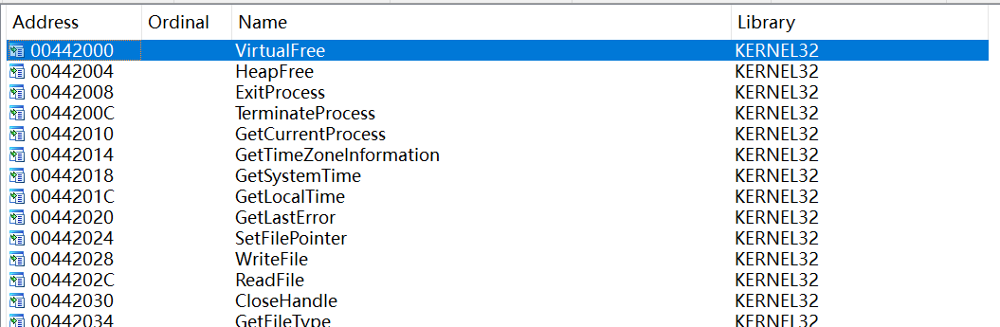 Address Ordinal Name Library
00442000 VirtualFree KERNEL32
00442004 HeapFree KERNEL32
00442008 ExitProcess KERNEL32
0044200C TerminateProcess KERNEL32
00442010 GetCurrentProcess KERNEL32
00442014 GetTimeZoneInformation KERNEL32
00442018 GetSystemTime KERNEL32
0044201C GetLocalTime KERNEL32
00442020 GetLastError KERNEL32
00442024 SetFilePointer KERNEL32
00442028 WriteFile KERNEL32
0044202C ReadFile KERNEL32
00442030 CloseHandle KERNEL32
00442034 GetFileType KERNEL32